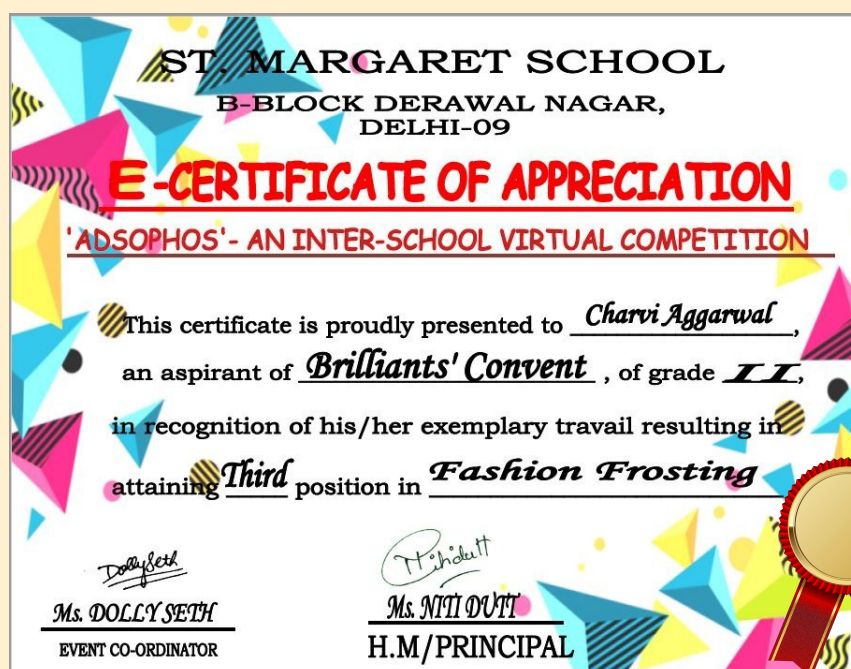 ST. MARGARET SCHOOL
B-BLOCK DERAWAL NAGAR,
DELHI-09
E-CERTIFICATE OF APPRECIATION
'ADSOPHOS'- AN INTER-SCHOOL VIRTUAL COMPETITION
This certificate is proudly presented to Charvi Aggarwal,
an aspirant of Brilliants' Convent , of grade II,
in recognition of his/her exemplary travail resulting in
attaining Third position in Fashion Frosting
DollySeth Nitidutt
Ms. DOLLY SETH Ms. NITI DUTT
EVENT CO-ORDINATOR H.M/PRINCIPAL